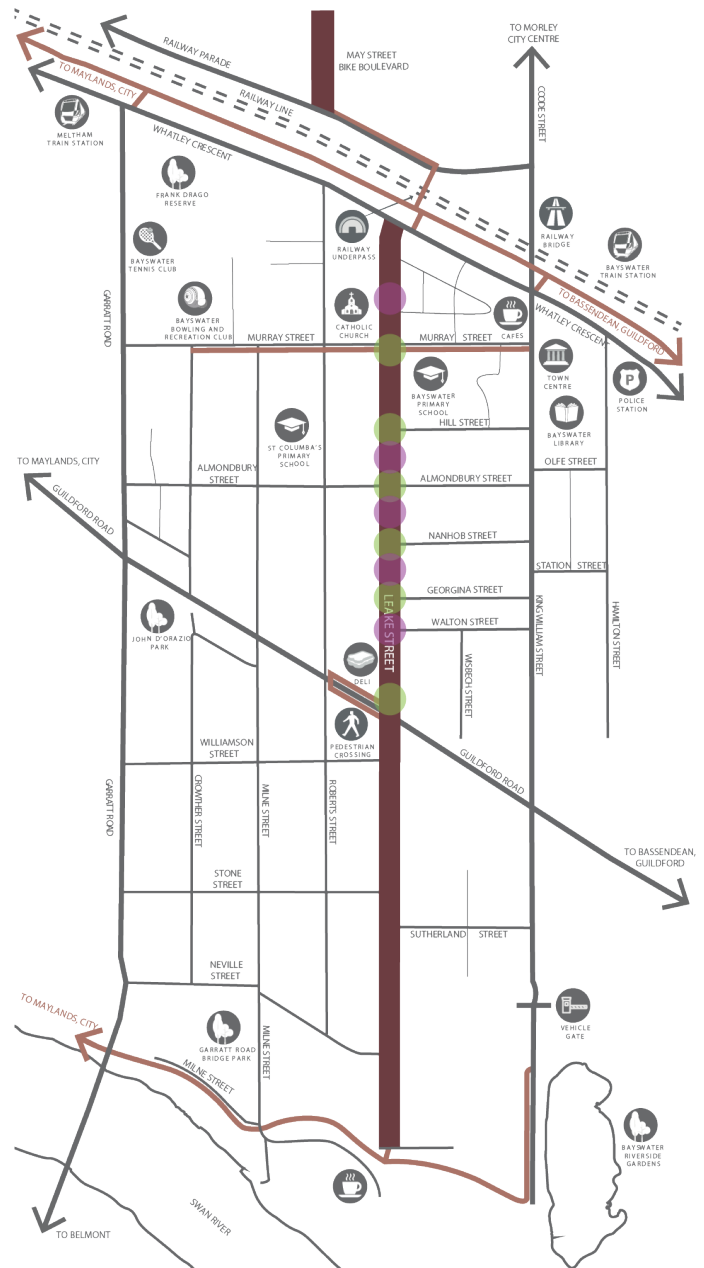 TO MORLEY
CITY CENTRE
MAY STREET
BIKE BOULEVARD
RAILWAY PARADE
TO MAYLANDS, CITY
RAILWAY LINE
COODE STREET
MELTHAM
TRAIN STATION
WHATLEY CRESCENT
FRANK DRAGO
RESERVE
BAYSWATER
TENNIS CLUB
RAILWAY
UNDERPASS
RAILWAY
BRIDGE
BAYSWATER
TRAIN STATION
TO BASSENDEAN, GUILDFORD
GARRATT ROAD
BAYSWATER
BOWLING AND
RECREATION CLUB
CATHOLIC
CHURCH
CAFES
WHATLEY CRESCENT
MURRAY STREET
MURRAY STREET
TOWN
CENTRE
P
POLICE
STATION
BAYSWATER
PRIMARY
SCHOOL
HILL STREET
BAYSWATER
LIBRARY
ST COLUMBA'S
PRIMARY
SCHOOL
TO MAYLANDS, CITY
ALMONDBURY
STREET
ALMONDBURY STREET
OLFE STREET
GUILDFORD ROAD
NANHOB STREET
STATION STREET
GEORGINA STREET
LEAKE STREET
WALTON STREET
KING WILLIAM STREET
HAMILTON STREET
JOHN D'ORAZIO
PARK
WISBECH STREET
DELI
PEDESTRIAN
CROSSING
WILLIAMSON
STREET
GUILDFORD ROAD
GARRATT ROAD
CROWTHER STREET
MILNE STREET
ROBERTS STREET
TO BASSENDEAN,
GUILDFORD
STONE
STREET
SUTHERLAND STREET
NEVILLE
STREET
TO MAYLANDS, CITY
VEHICLE
GATE
GARRATT ROAD
BRIDGE PARK
MILNE STREET
MILNE STREET
BAYSWATER
RIVERSIDE
GARDENS
SWAN RIVER
TO BELMONT